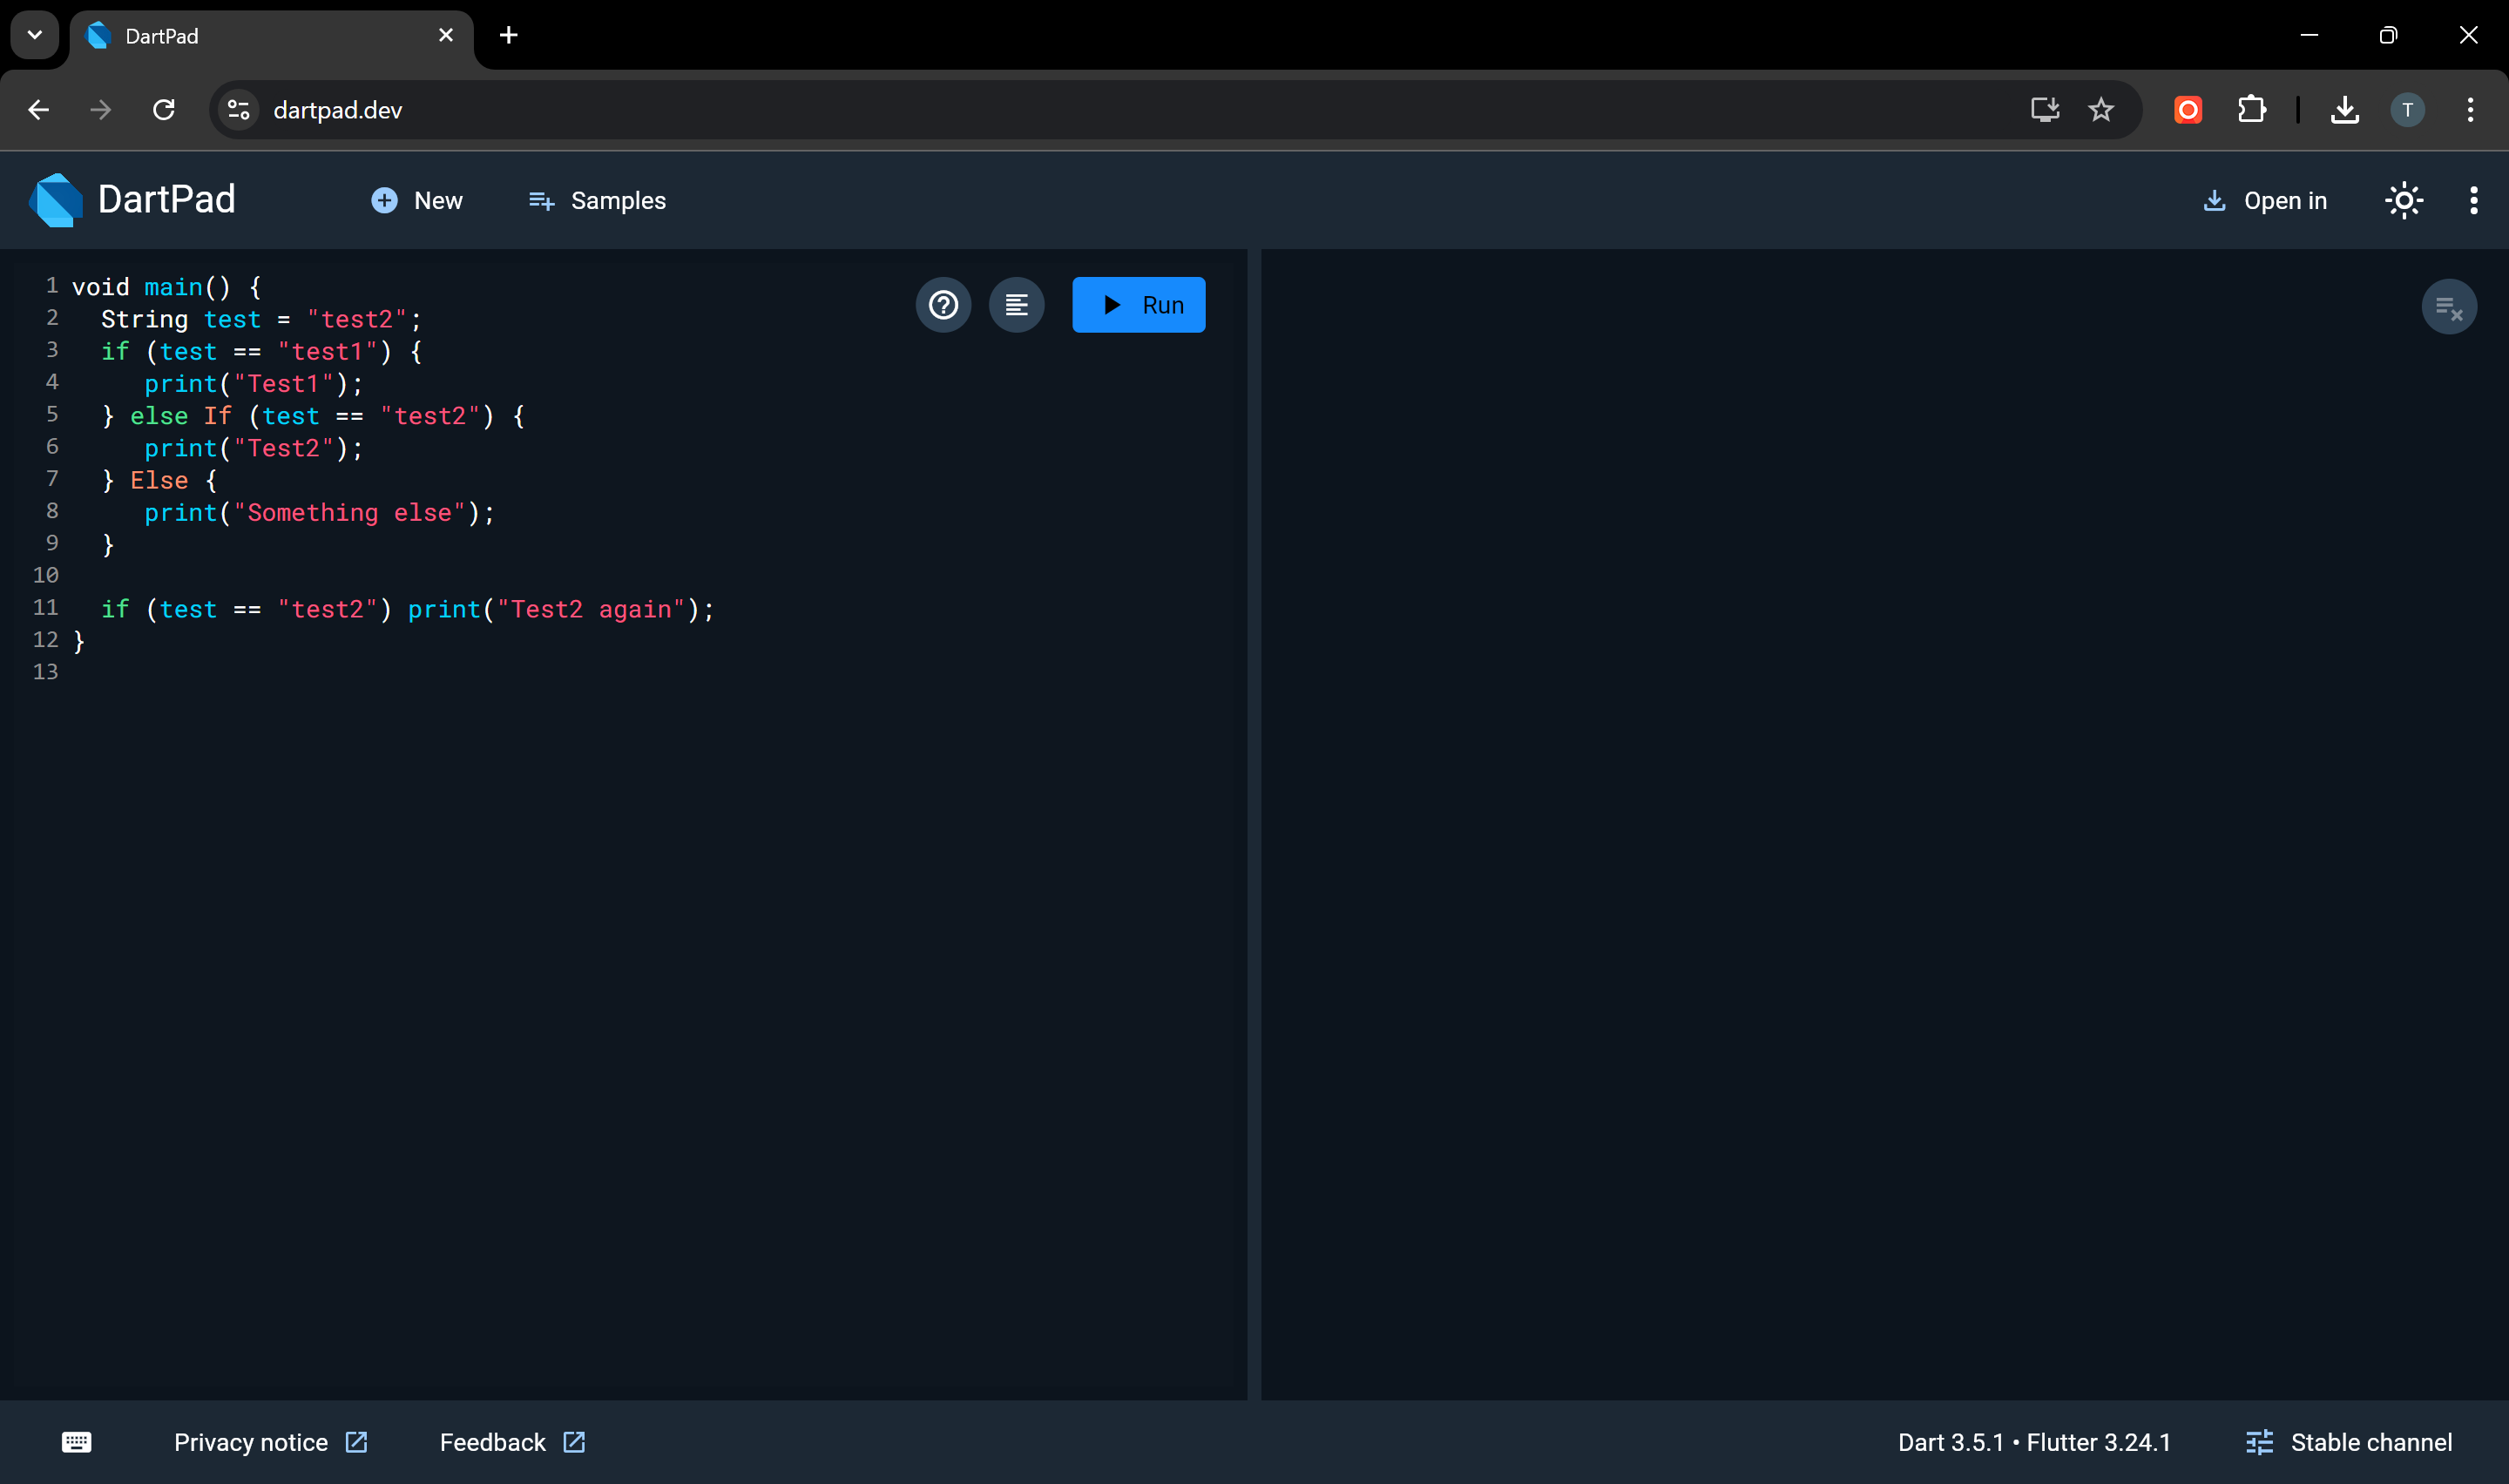 DartPad
dartpad.dev
T
DartPad
New
Samples
Open in
Run
1 void main() {
2 String test = "test2";
3 if (test == "test1") {
4 print("Test1");
5 } else If (test == "test2") {
6 print("Test2");
7 } Else {
8 print("Something else");
9 }
10
11 if (test == "test2") print("Test2 again");
12 }
13
Privacy notice
Feedback
Dart 3.5.1 • Flutter 3.24.1
Stable channel